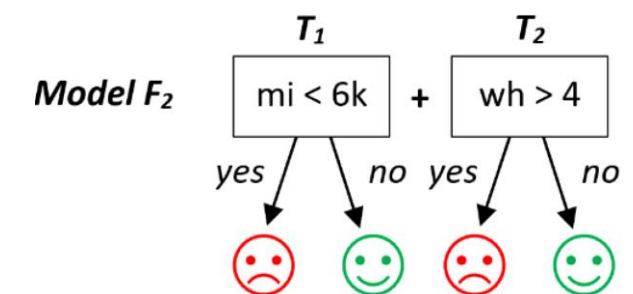 T₁ T₂
Model F₂ mi < 6k + wh > 4
yes no yes no